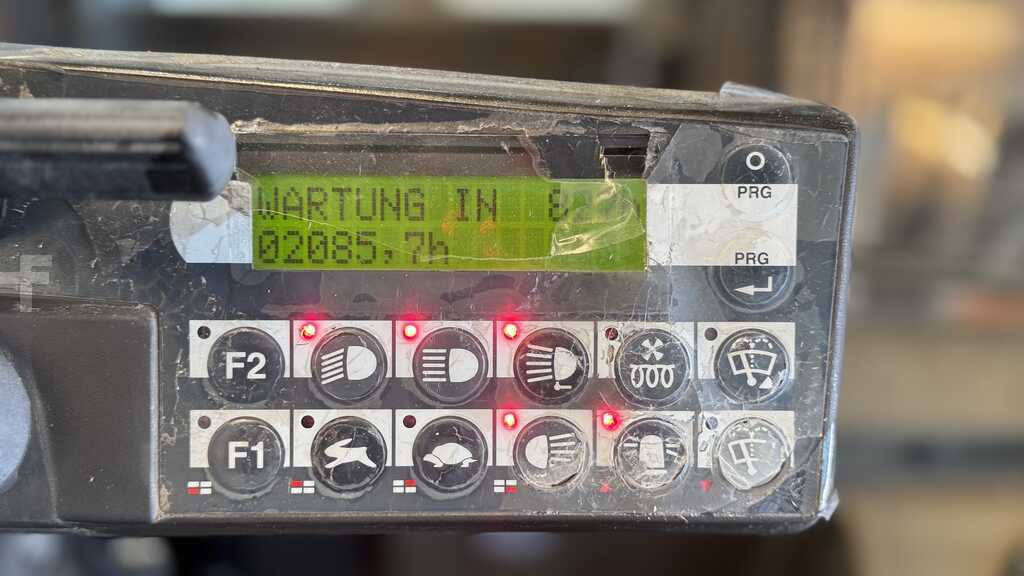 WARTUNG IN
02085,7h
PRG
PRG
F2
F1
F